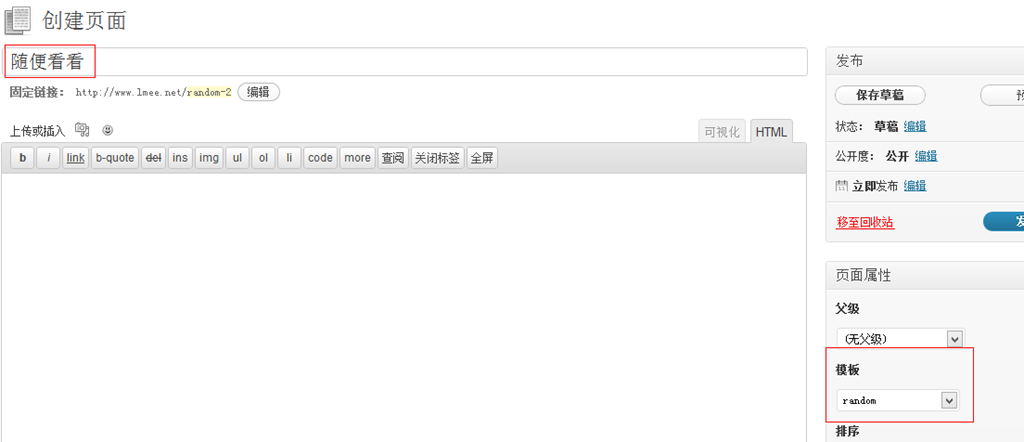 创建页面
随便看看
固定链接： http://www.lmee.net/random-2 编辑
上传或插入
可视化 HTML
b i link b-quote del ins img ul ol li code more 查阅 关闭标签 全屏
发布
保存草稿 预
状态： 草稿 编辑
公开度： 公开 编辑
立即发布 编辑
移至回收站 发
页面属性
父级
(无父级)
模板
random
排序